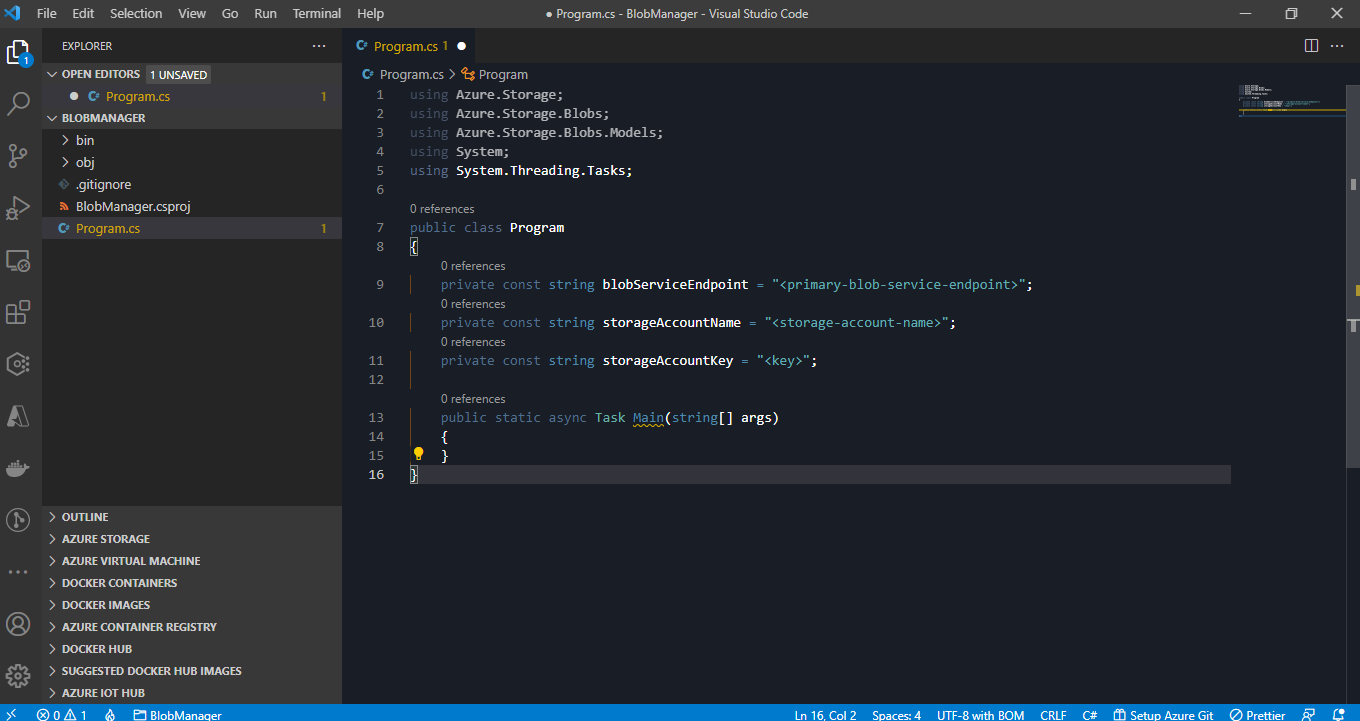 File Edit Selection View Go Run Terminal Help
● Program.cs - BlobManager - Visual Studio Code
1
EXPLORER ···
OPEN EDITORS 1 UNSAVED
● C# Program.cs 1
BLOBMANAGER
bin
obj
.gitignore
BlobManager.csproj
C# Program.cs 1
OUTLINE
AZURE STORAGE
AZURE VIRTUAL MACHINE
DOCKER CONTAINERS
DOCKER IMAGES
AZURE CONTAINER REGISTRY
DOCKER HUB
SUGGESTED DOCKER HUB IMAGES
AZURE IOT HUB
C# Program.cs 1 ●
C# Program.cs > Program
1 using Azure.Storage;
2 using Azure.Storage.Blobs;
3 using Azure.Storage.Blobs.Models;
4 using System;
5 using System.Threading.Tasks;
6
0 references
7 public class Program
8 {
0 references
9 private const string blobServiceEndpoint = "<primary-blob-service-endpoint>";
0 references
10 private const string storageAccountName = "<storage-account-name>";
0 references
11 private const string storageAccountKey = "<key>";
12
0 references
13 public static async Task Main(string[] args)
14 {
15 }
16 }
0 1 BlobManager Ln 16, Col 2 Spaces: 4 UTF-8 with BOM CRLF C# Setup Azure Git Prettier